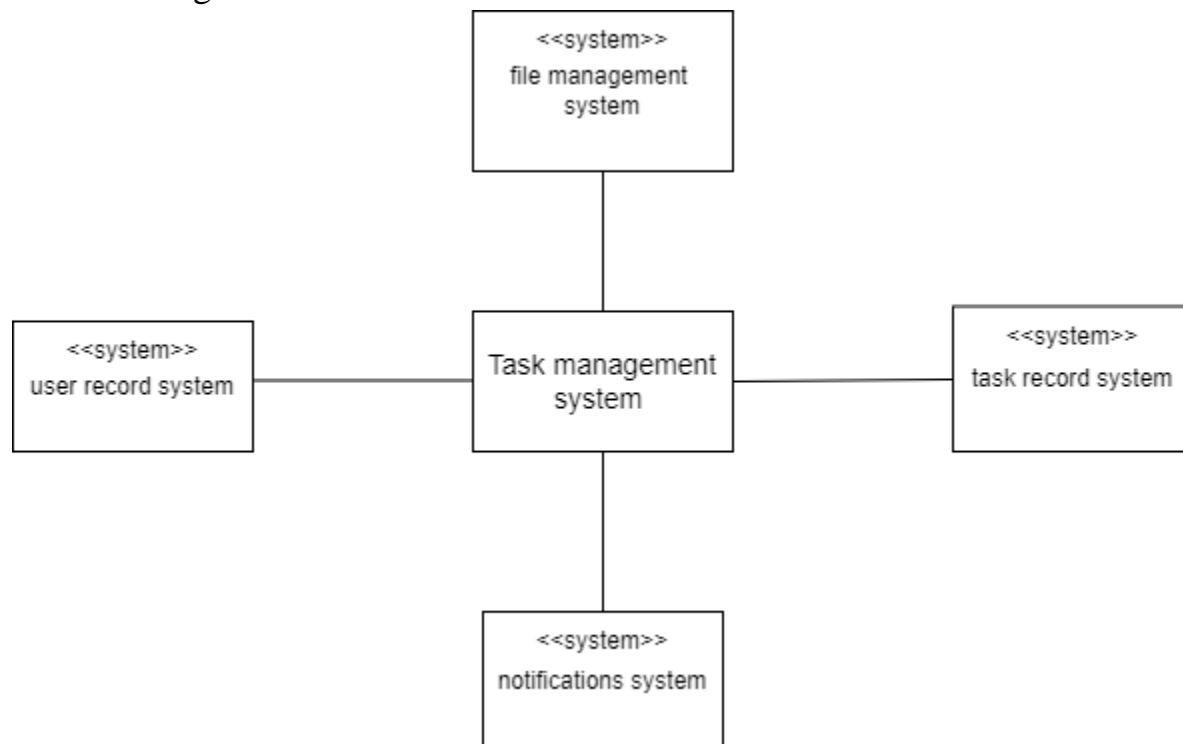 <<system>>
file management
system
<<system>>
user record system
Task management
system
<<system>>
task record system
<<system>>
notifications system